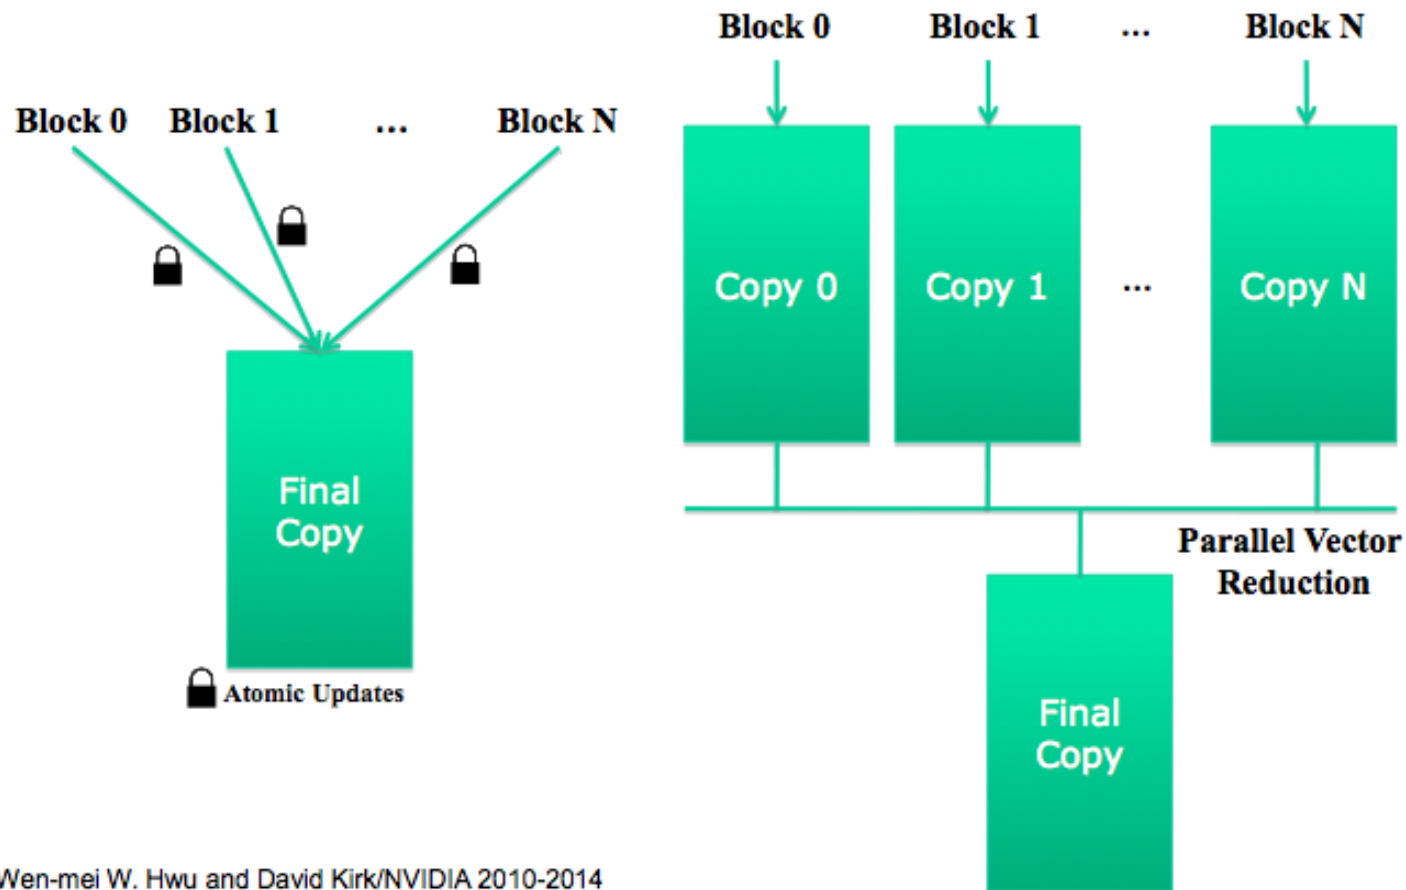 Block 0 Block 1 ... Block N
Final
Copy
Atomic Updates
Block 0 Block 1 ... Block N
Copy 0 Copy 1 ... Copy N
Parallel Vector
Reduction
Final
Copy
Wen-mei W. Hwu and David Kirk/NVIDIA 2010-2014